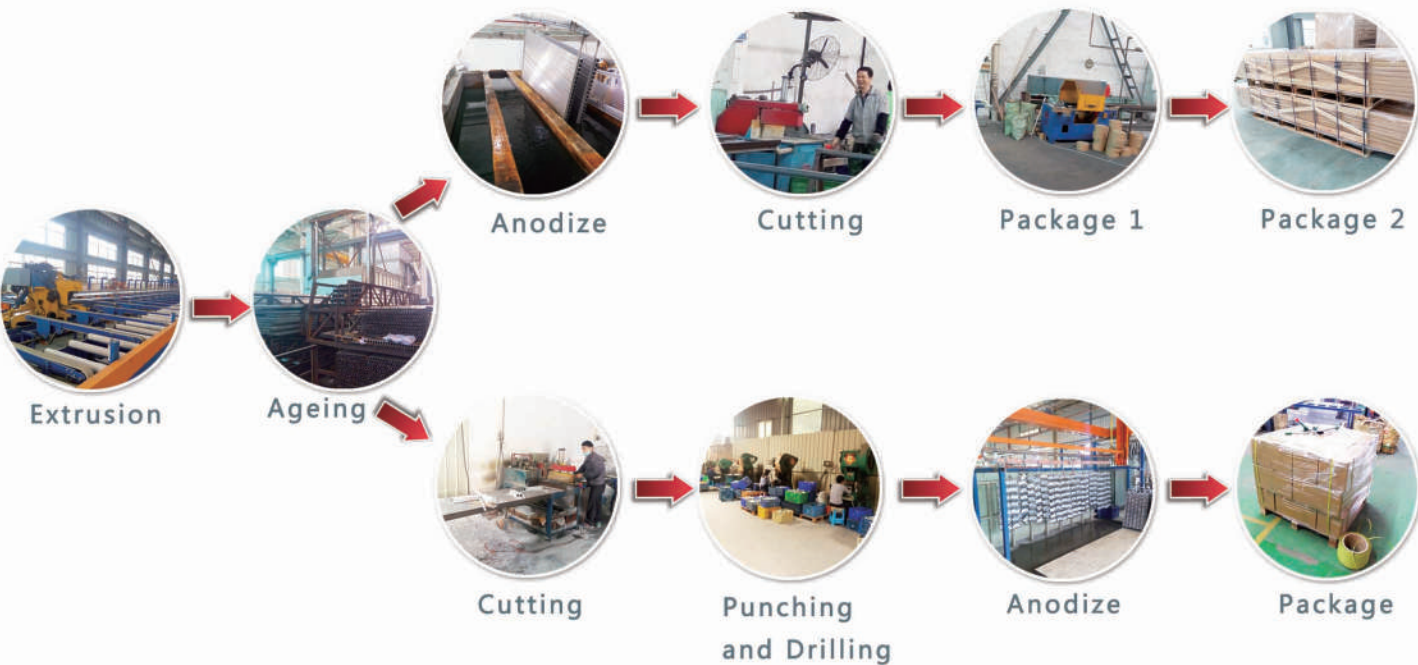 Anodize
Cutting
Package 1
Package 2
Extrusion
Ageing
Cutting
Punching
and Drilling
Anodize
Package